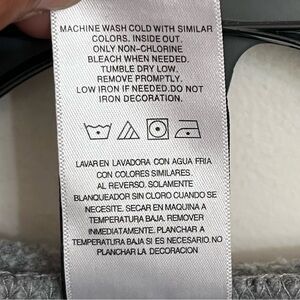 MACHINE WASH COLD WITH SIMILAR
COLORS. INSIDE OUT.
ONLY NON-CHLORINE
BLEACH WHEN NEEDED.
TUMBLE DRY LOW.
REMOVE PROMPTLY.
LOW IRON IF NEEDED.DO NOT
IRON DECORATION.
LAVAR EN LAVADORA CON AGUA FRIA
CON COLORES SIMILARES.
AL REVERSO. SOLAMENTE
BLANQUEADOR SIN CLORO CUANDO SE
NECESITE. SECAR EN MAQUINA A
TEMPERATURA BAJA. REMOVER
INMEDIATAMENTE. PLANCHAR A
TEMPERATURA BAJA SI ES NECESARIO. NO
PLANCHAR LA DECORACION